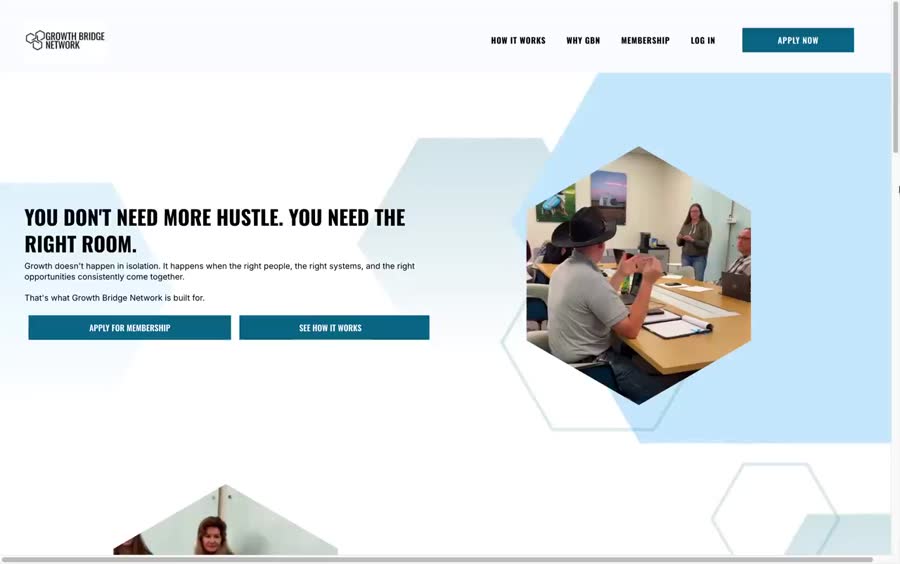 GROWTH BRIDGE
NETWORK
HOW IT WORKS
WHY GBN
MEMBERSHIP
LOG IN
APPLY NOW
YOU DON'T NEED MORE HUSTLE. YOU NEED THE
RIGHT ROOM.
Growth doesn't happen in isolation. It happens when the right people, the right systems, and the right
opportunities consistently come together.
That's what Growth Bridge Network is built for.
APPLY FOR MEMBERSHIP
SEE HOW IT WORKS